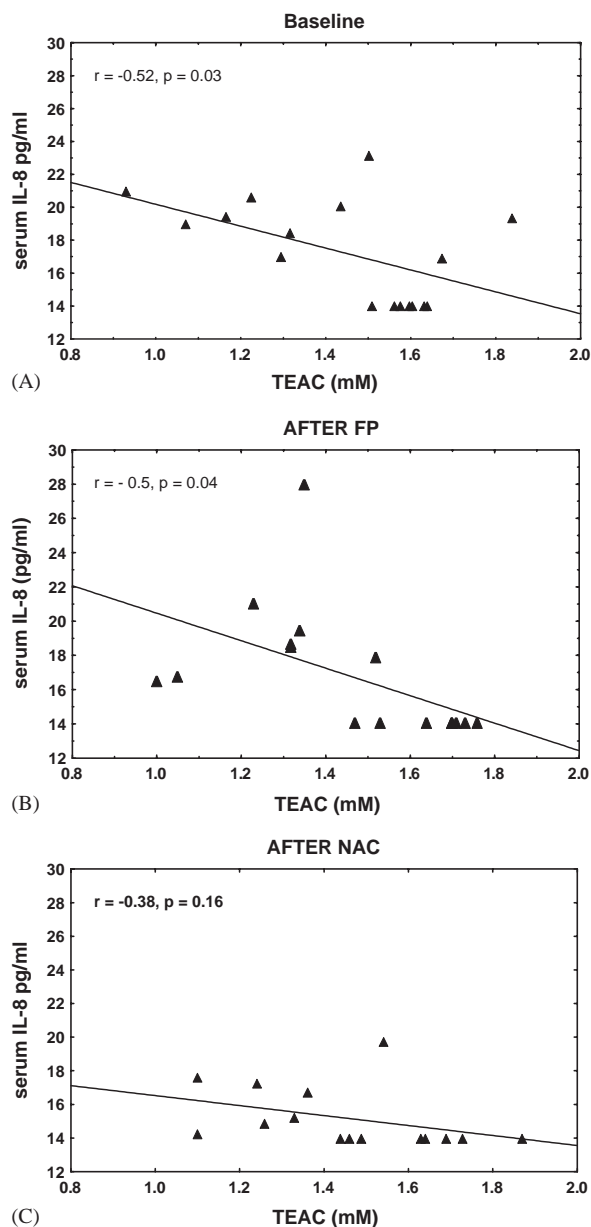 Baseline
30
28
26
24
22
20
18
16
14
12
serum IL-8 pg/ml
r = -0.52, p = 0.03
0.8 1.0 1.2 1.4 1.6 1.8 2.0
(A) TEAC (mM)
AFTER FP
30
28
26
24
22
20
18
16
14
12
serum IL-8 (pg/ml)
r = - 0.5, p = 0.04
0.8 1.0 1.2 1.4 1.6 1.8 2.0
(B) TEAC (mM)
AFTER NAC
30
28
26
24
22
20
18
16
14
12
serum IL-8 pg/ml
r = -0.38, p = 0.16
0.8 1.0 1.2 1.4 1.6 1.8 2.0
(C) TEAC (mM)